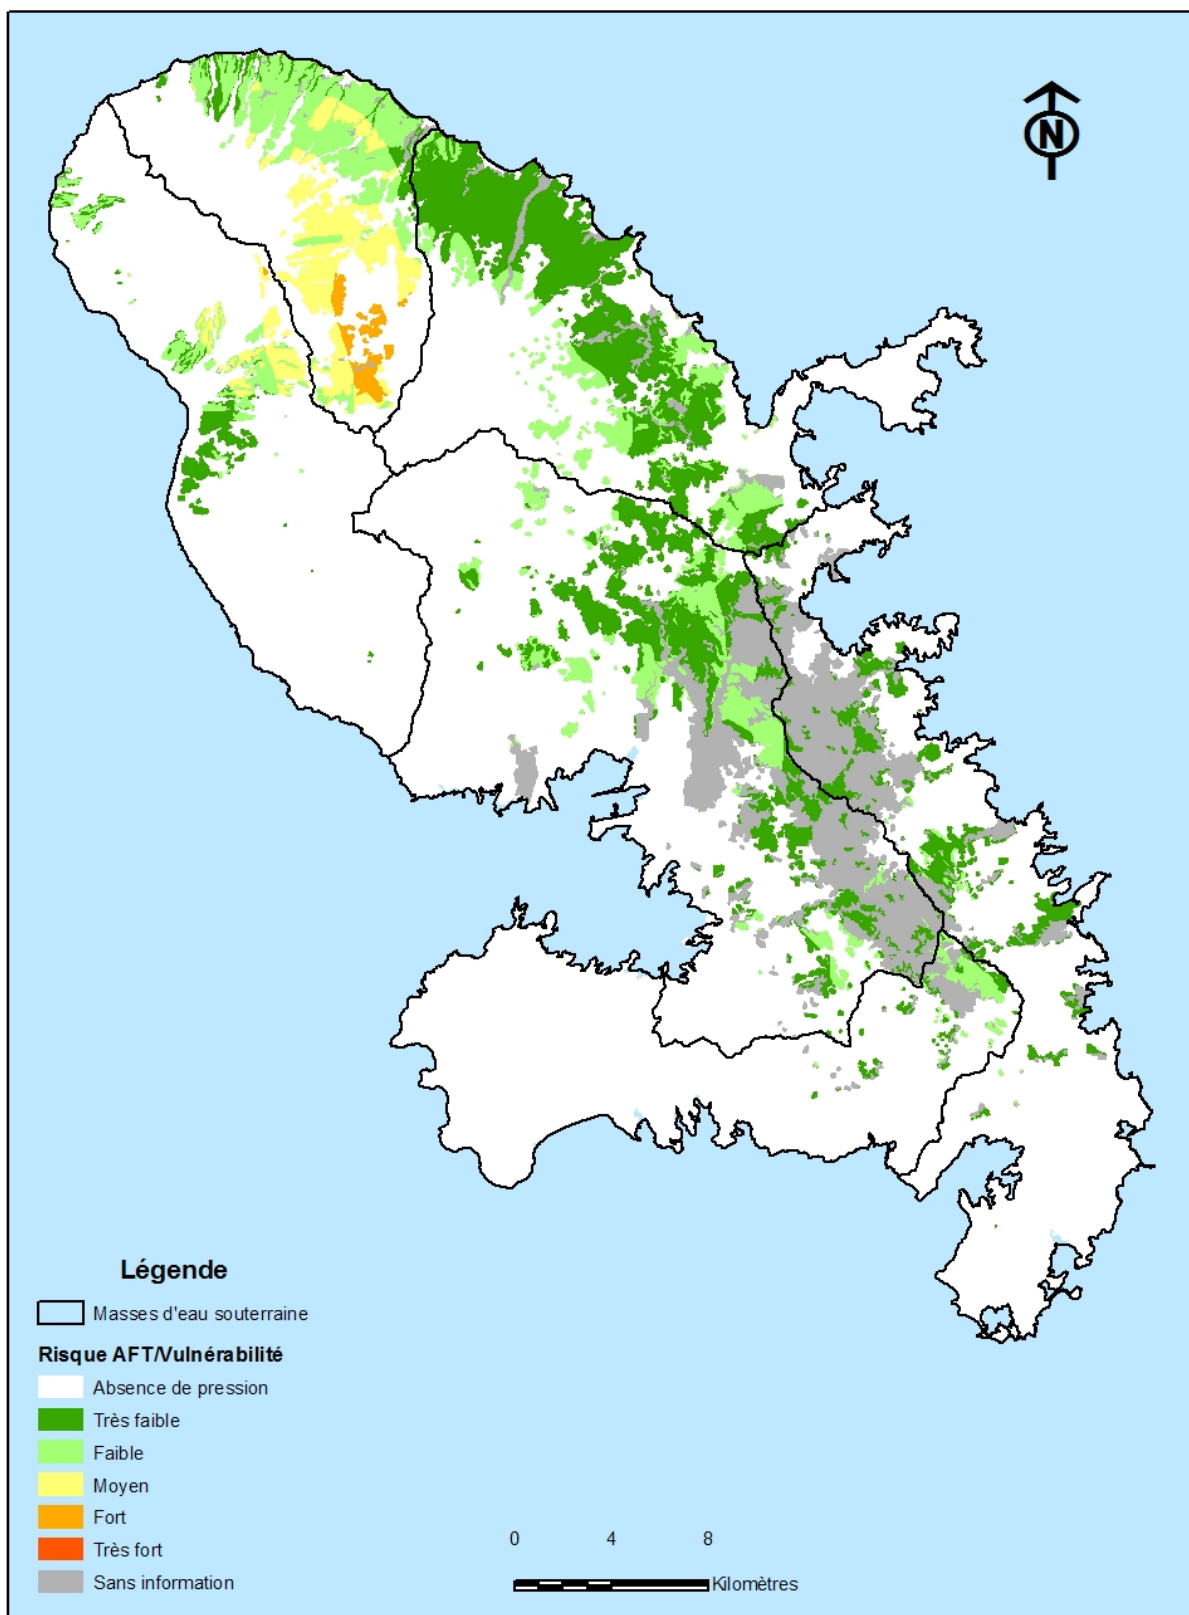 N
Légende
Masses d'eau souterraine
Risque AFT/Vulnérabilité
Absence de pression
Très faible
Faible
Moyen
Fort
Très fort
Sans information
0 4 8
Kilomètres